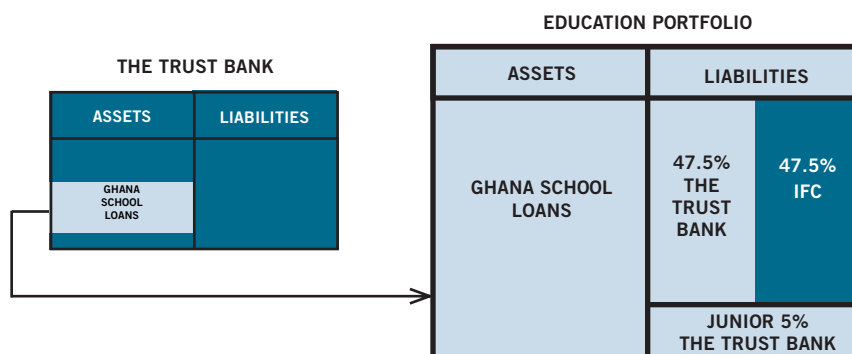 THE TRUST BANK
ASSETS
LIABILITIES
GHANA
SCHOOL
LOANS
EDUCATION PORTFOLIO
ASSETS
LIABILITIES
GHANA SCHOOL
LOANS
47.5%
THE
TRUST
BANK
47.5%
IFC
JUNIOR 5%
THE TRUST BANK